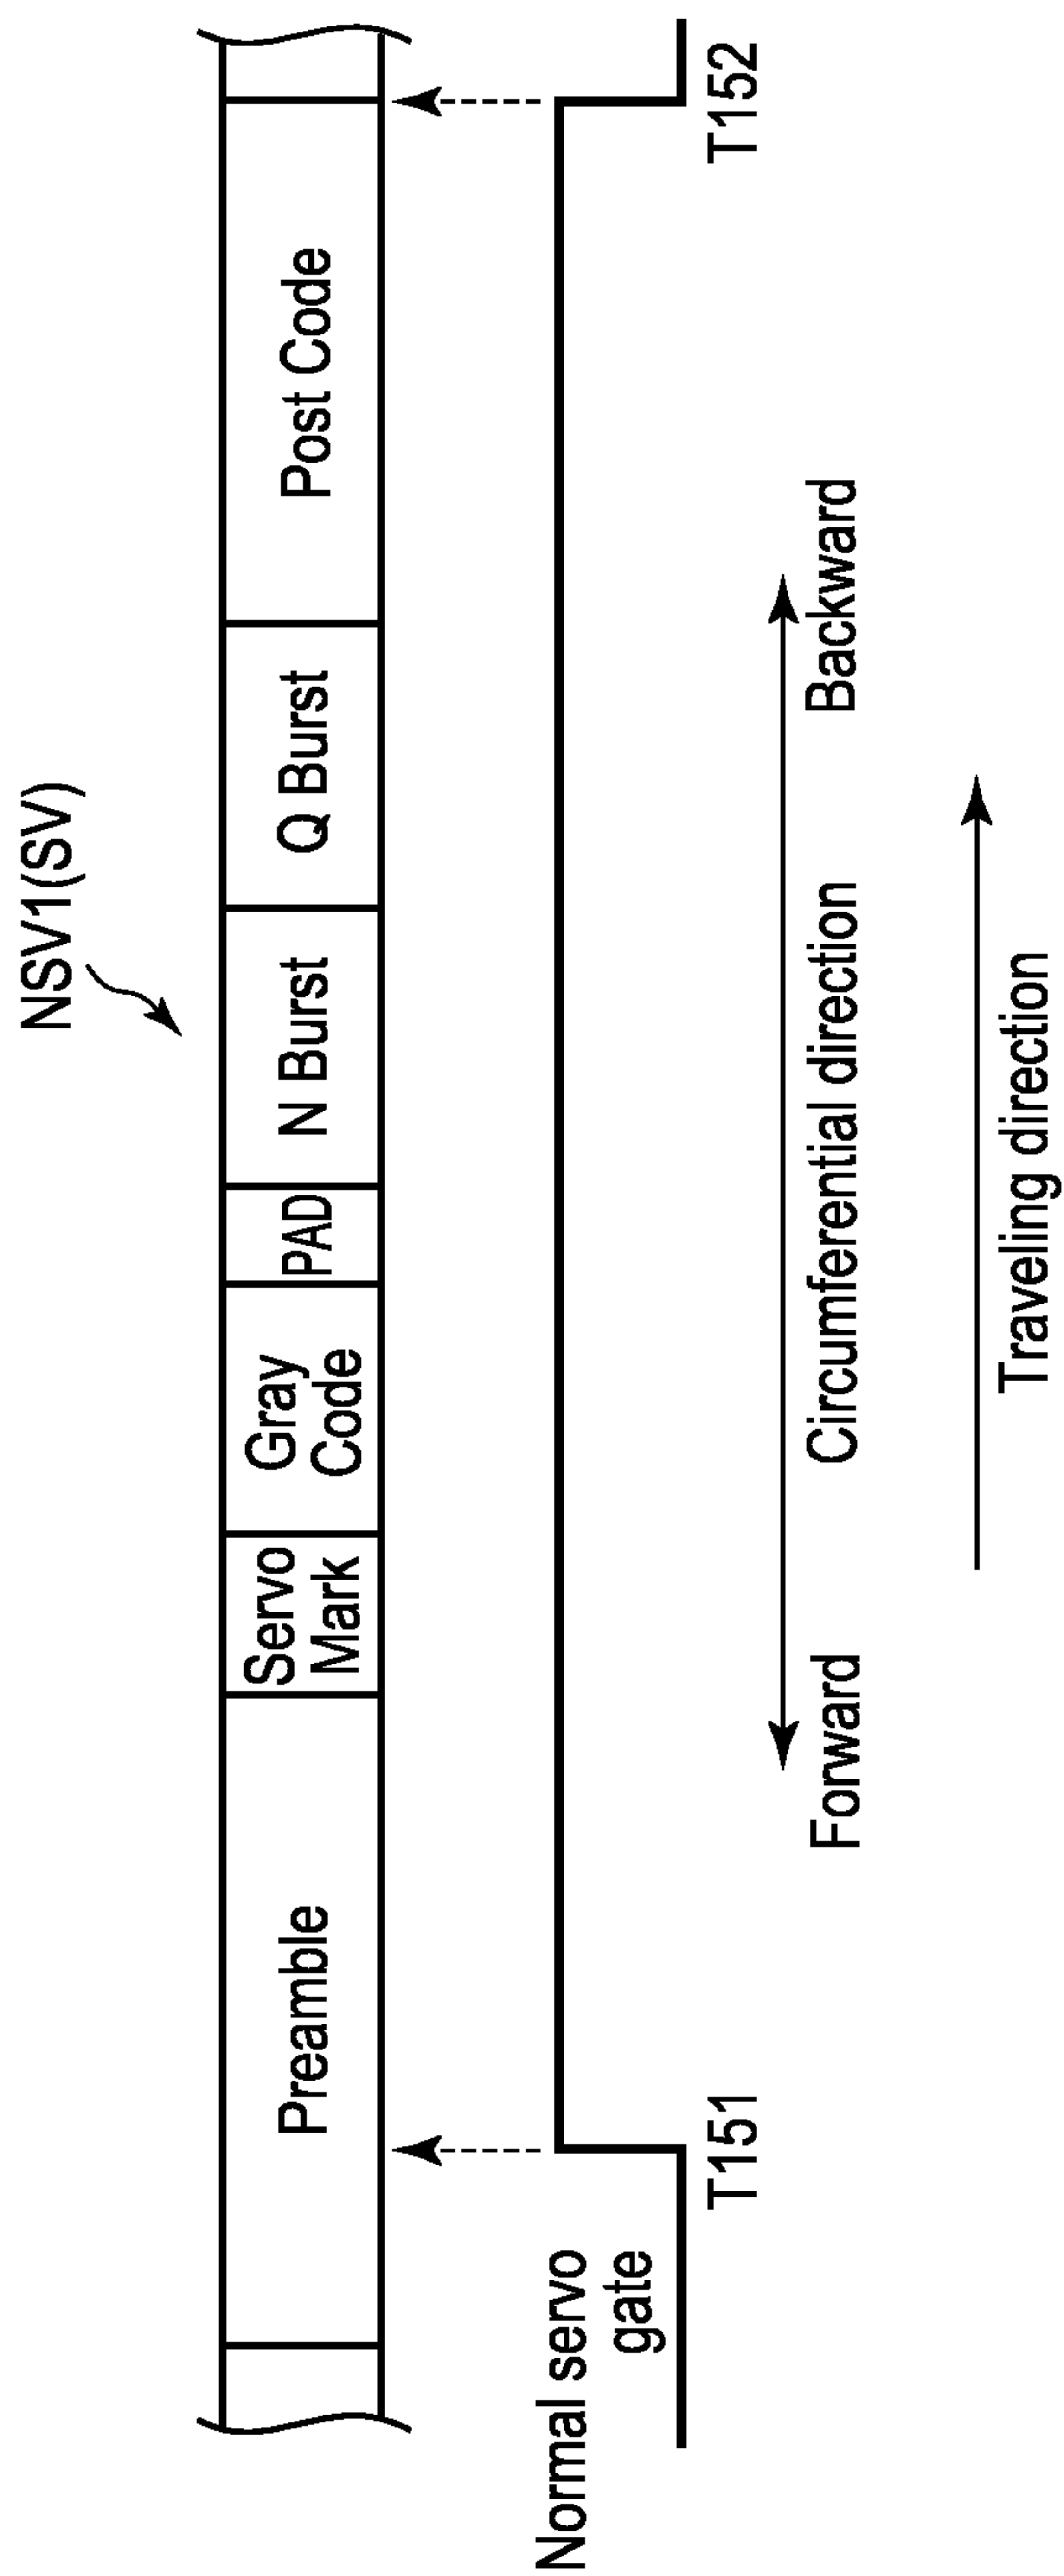 NSV1(SV)
Preamble
Servo
Mark
Gray
Code
PAD
N Burst
Q Burst
Post Code
Normal servo
gate
T151
T152
Forward
Circumferential direction
Backward
Traveling direction